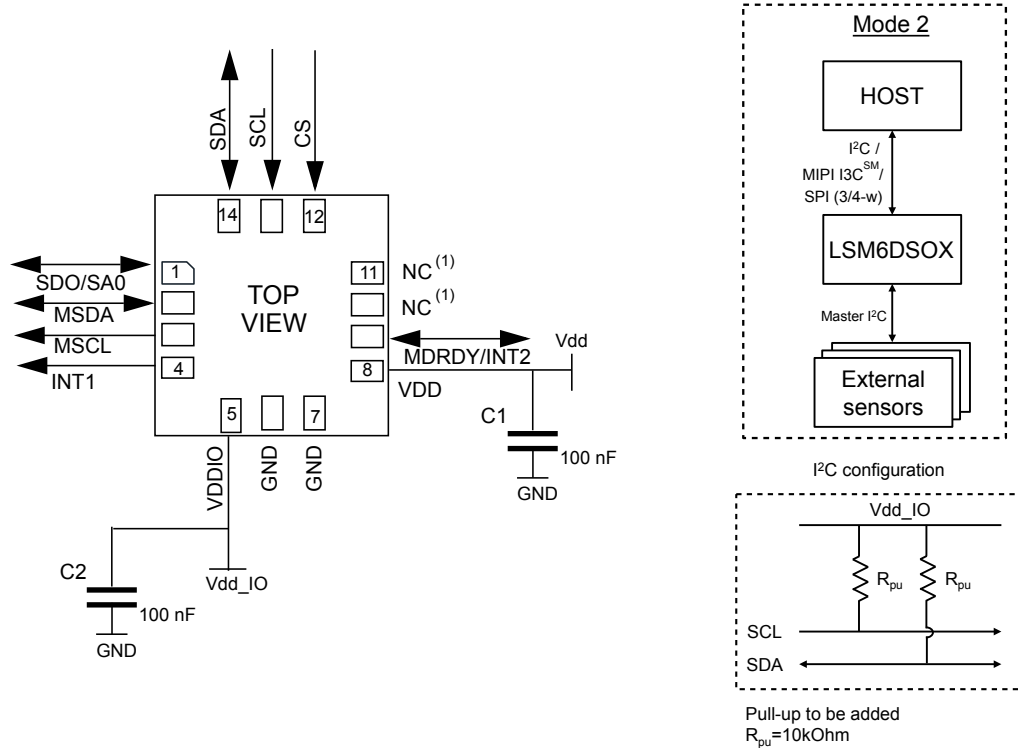 SDA
SCL
CS
14
12
1
11
NC(1)
SDO/SA0
NC(1)
MSDA
TOP
VIEW
MSCL
MDRDY/INT2
Vdd
4
8
INT1
VDD
5
7
C1
100 nF
GND
VDDIO
GND
GND
C2
Vdd_IO
100 nF
GND
Mode 2
HOST
I²C /
MIPI I3CSM/
SPI (3/4-w)
LSM6DSOX
Master I²C
External
sensors
I²C configuration
Vdd_IO
Rpu
Rpu
SCL
SDA
Pull-up to be added
Rpu=10kOhm